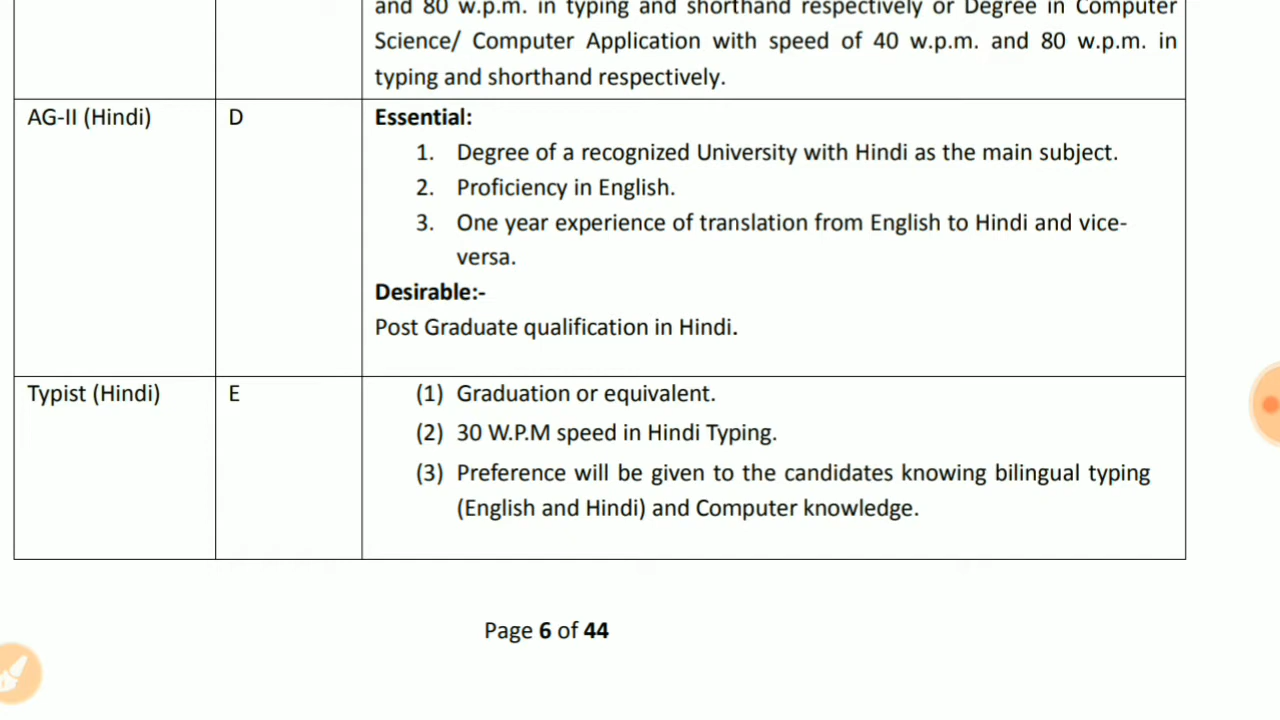 and 80 w.p.m. in typing and shorthand respectively or Degree in Computer
Science/ Computer Application with speed of 40 w.p.m. and 80 w.p.m. in
typing and shorthand respectively.
AG-II (Hindi)
D
Essential:
1. Degree of a recognized University with Hindi as the main subject.
2. Proficiency in English.
3. One year experience of translation from English to Hindi and vice-
versa.
Desirable:-
Post Graduate qualification in Hindi.
Typist (Hindi)
E
(1) Graduation or equivalent.
(2) 30 W.P.M speed in Hindi Typing.
(3) Preference will be given to the candidates knowing bilingual typing
(English and Hindi) and Computer knowledge.
Page 6 of 44